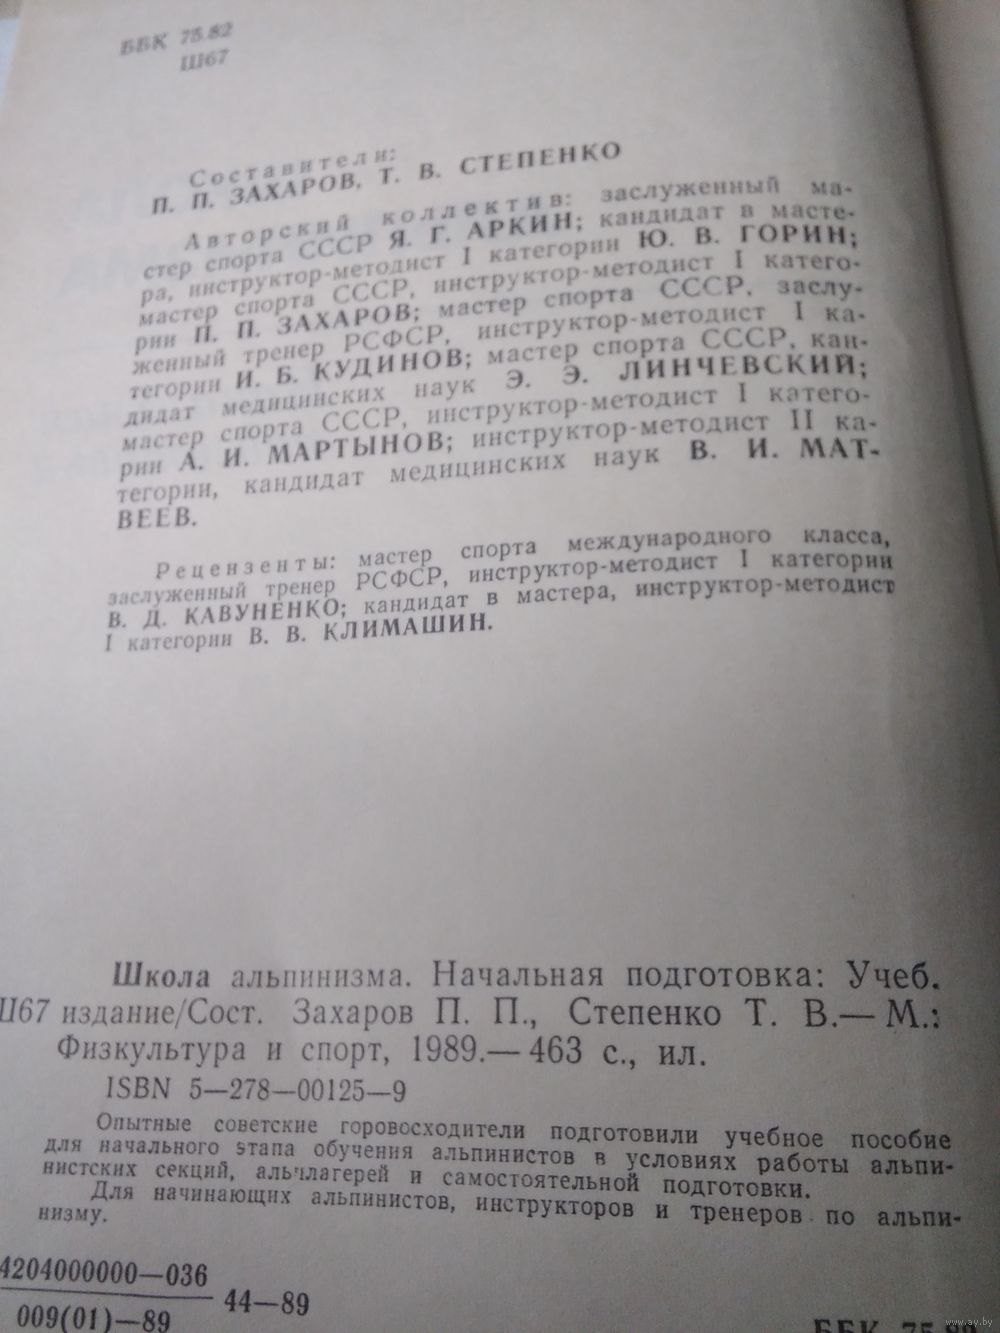 ББК 75.82
Ш67
Составители:
П. П. ЗАХАРОВ, Т. В. СТЕПЕНКО
Авторский коллектив: заслуженный ма-
стер спорта СССР Я. Г. АРКИН; кандидат в масте-
ра, инструктор-методист I категории Ю. В. ГОРИН;
мастер спорта СССР, инструктор-методист I катего-
рии П. П. ЗАХАРОВ; мастер спорта СССР, заслу-
женный тренер РСФСР, инструктор-методист I ка-
тегории И. Б. КУДИНОВ; мастер спорта СССР, кан-
дидат медицинских наук Э. Э. ЛИНЧЕВСКИЙ;
мастер спорта СССР, инструктор-методист I катего-
рии А. И. МАРТЫНОВ; инструктор-методист II ка-
тегории, кандидат медицинских наук В. И. МАТ-
ВЕЕВ.
Рецензенты: мастер спорта международного класса,
заслуженный тренер РСФСР, инструктор-методист I категории
В. Д. КАВУНЕНКО; кандидат в мастера, инструктор-методист
I категории В. В. КЛИМАШИН.
Школа альпинизма. Начальная подготовка: Учеб.
Ш67 издание/Сост. Захаров П. П., Степенко Т. В.— М.:
Физкультура и спорт, 1989.— 463 с., ил.
ISBN 5—278—00125—9
Опытные советские горовосходители подготовили учебное пособие
для начального этапа обучения альпинистов в условиях работы альпи-
нистских секций, альплагерей и самостоятельной подготовки.
Для начинающих альпинистов, инструкторов и тренеров по альпи-
низму.
4204000000—036
44—89
009(01)—89
ББК 75.82
www.ay.by